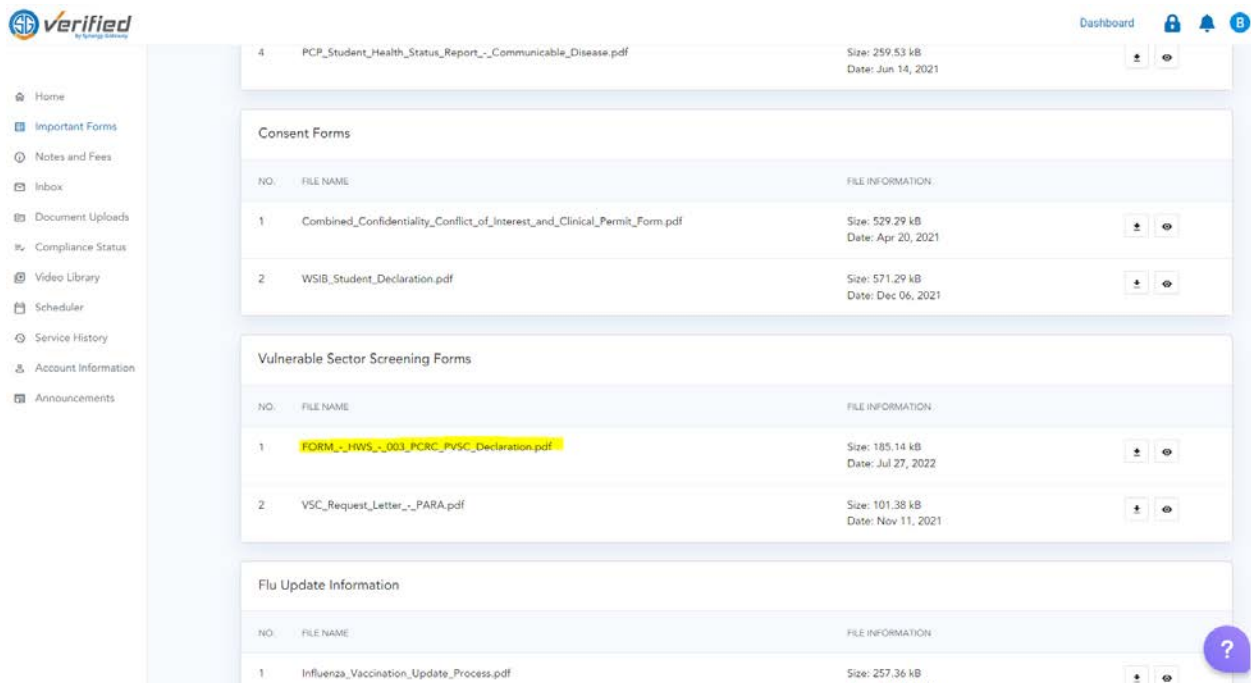 SG verified
by Synergy Gateway
Dashboard
B
4 PCP_Student_Health_Status_Report_-_Communicable_Disease.pdf Size: 259.53 kB
Date: Jun 14, 2021
Home
Important Forms
Notes and Fees
Inbox
Document Uploads
Compliance Status
Video Library
Scheduler
Service History
Account Information
Announcements
Consent Forms
NO. FILE NAME FILE INFORMATION
1 Combined_Confidentiality_Conflict_of_Interest_and_Clinical_Permit_Form.pdf Size: 529.29 kB
Date: Apr 20, 2021
2 WSIB_Student_Declaration.pdf Size: 571.29 kB
Date: Dec 06, 2021
Vulnerable Sector Screening Forms
NO. FILE NAME FILE INFORMATION
1 FORM_-_HWS_-_003_PCRC_PVSC_Declaration.pdf Size: 185.14 kB
Date: Jul 27, 2022
2 VSC_Request_Letter_-_PARA.pdf Size: 101.38 kB
Date: Nov 11, 2021
Flu Update Information
NO. FILE NAME FILE INFORMATION
1 Influenza_Vaccination_Update_Process.pdf Size: 257.36 kB
?